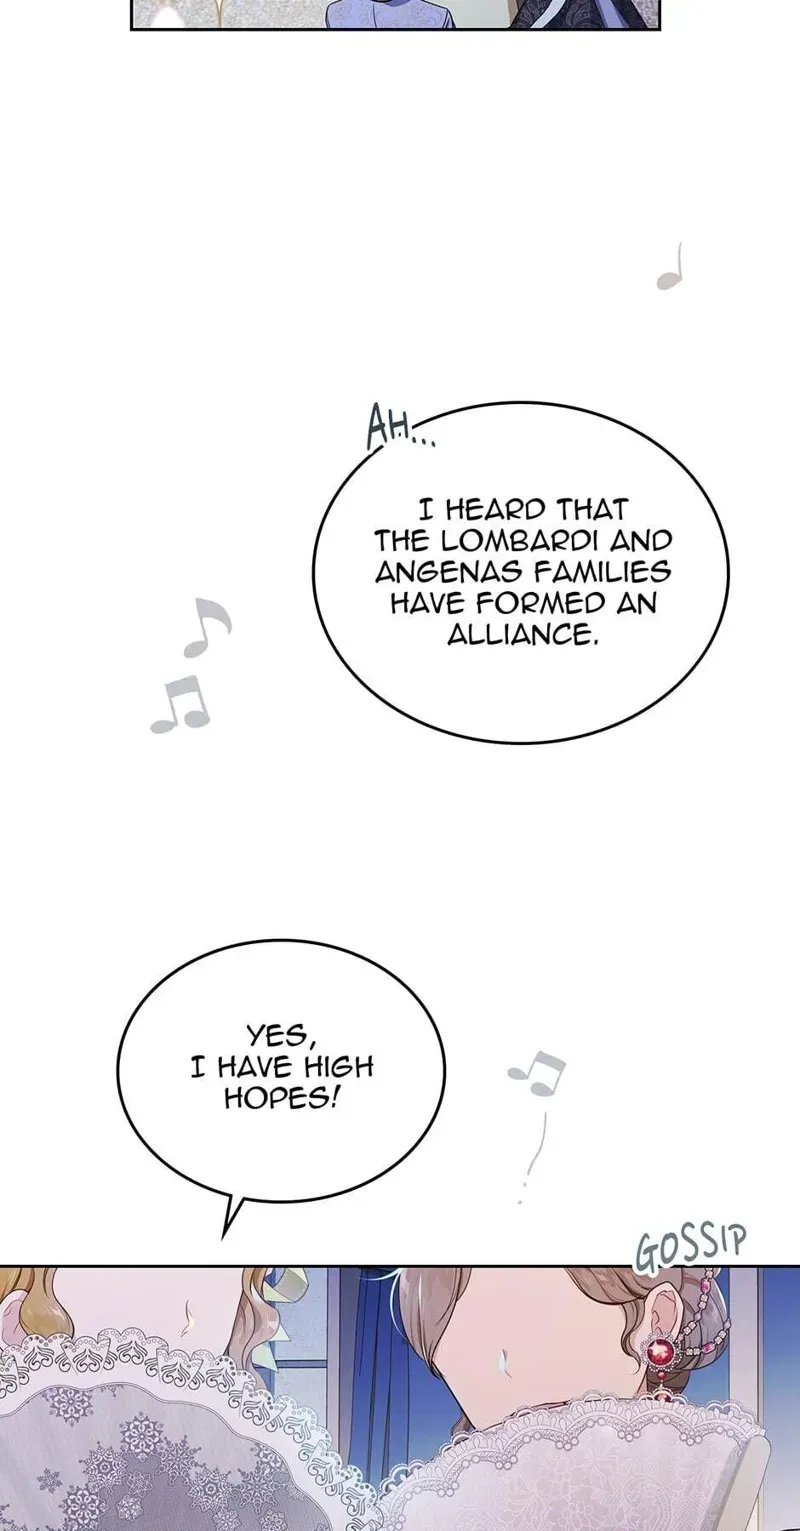 AH...
I HEARD THAT
THE LOMBARDI AND
ANGENAS FAMILIES
HAVE FORMED AN
ALLIANCE.
YES,
I HAVE HIGH
HOPES!
GOSSIP